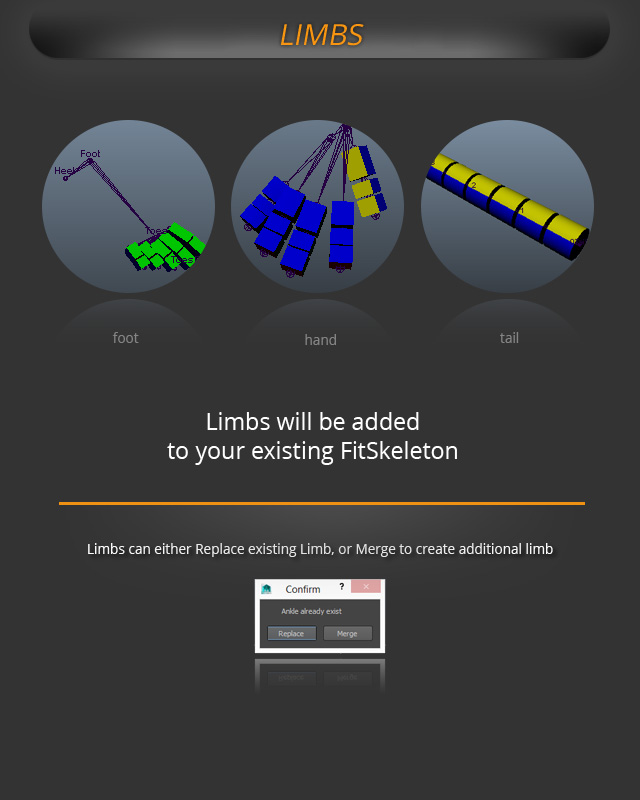 LIMBS
Foot
Heel
Toes
Toes
2
foot
hand
tail
Limbs will be added
to your existing FitSkeleton
Limbs can either Replace existing Limb, or Merge to create additional limb
Confirm
?
Ankle already exist
Replace
Merge